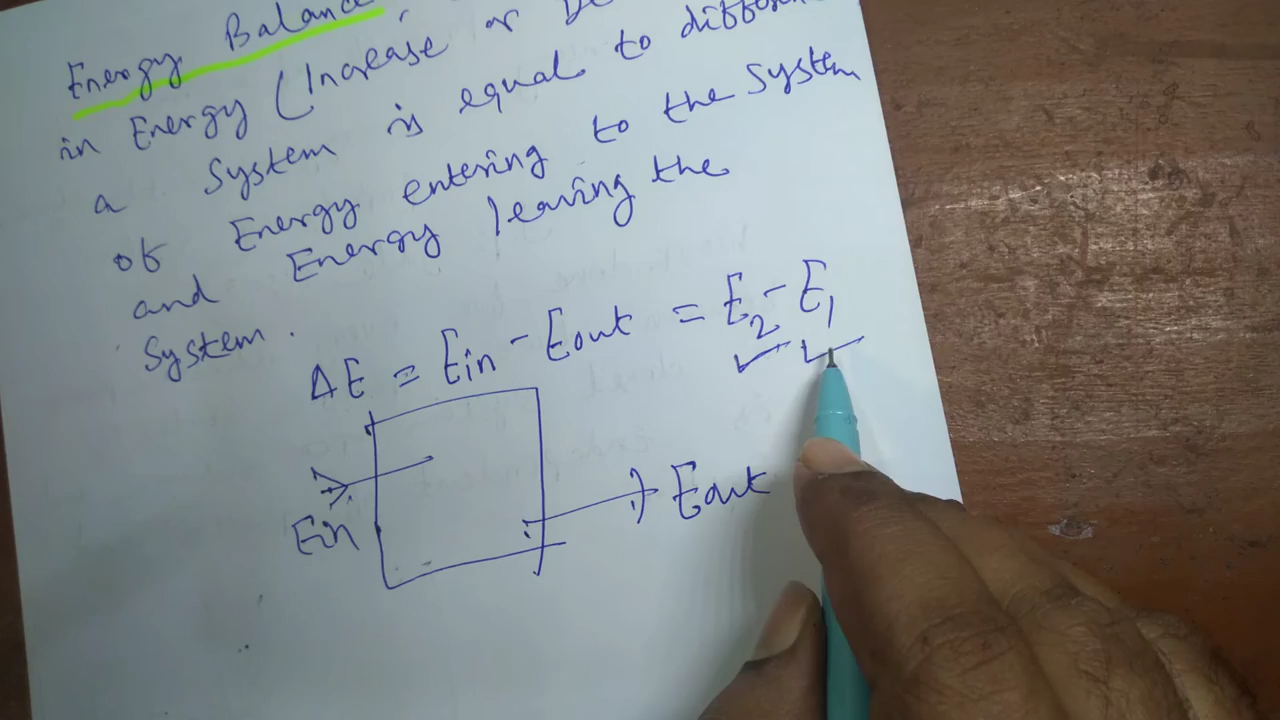 Energy Balance,
in Energy (Increase or
a System is equal to
of Energy entering to the System
and Energy leaving the
System.
ΔE = Ein - Eout = E2 - E1
Ein
Eout